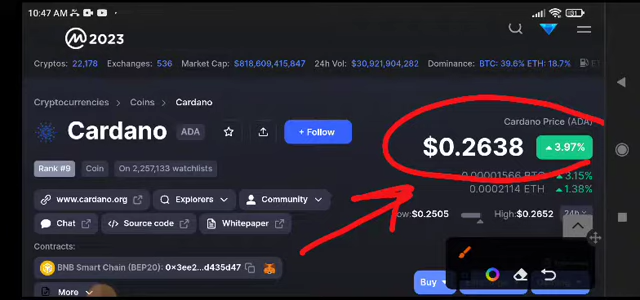 10:47 AM
2023
Cryptos: 22,178 Exchanges: 536 Market Cap: $818,609,415,847 24h Vol: $30,921,904,282 Dominance: BTC: 39.6% ETH: 18.7%
Cryptocurrencies > Coins > Cardano
Cardano Price (ADA)
Cardano ADA + Follow
$0.2638 3.97%
Rank #9 Coin On 2,257,133 watchlists
0.00001566 BTC 3.15%
0.0002114 ETH 1.38%
www.cardano.org Explorers Community
Low: $0.2505 High: $0.2652 24h
Chat Source code Whitepaper
Contracts:
BNB Smart Chain (BEP20): 0x3ee2...d435d47
Buy
More